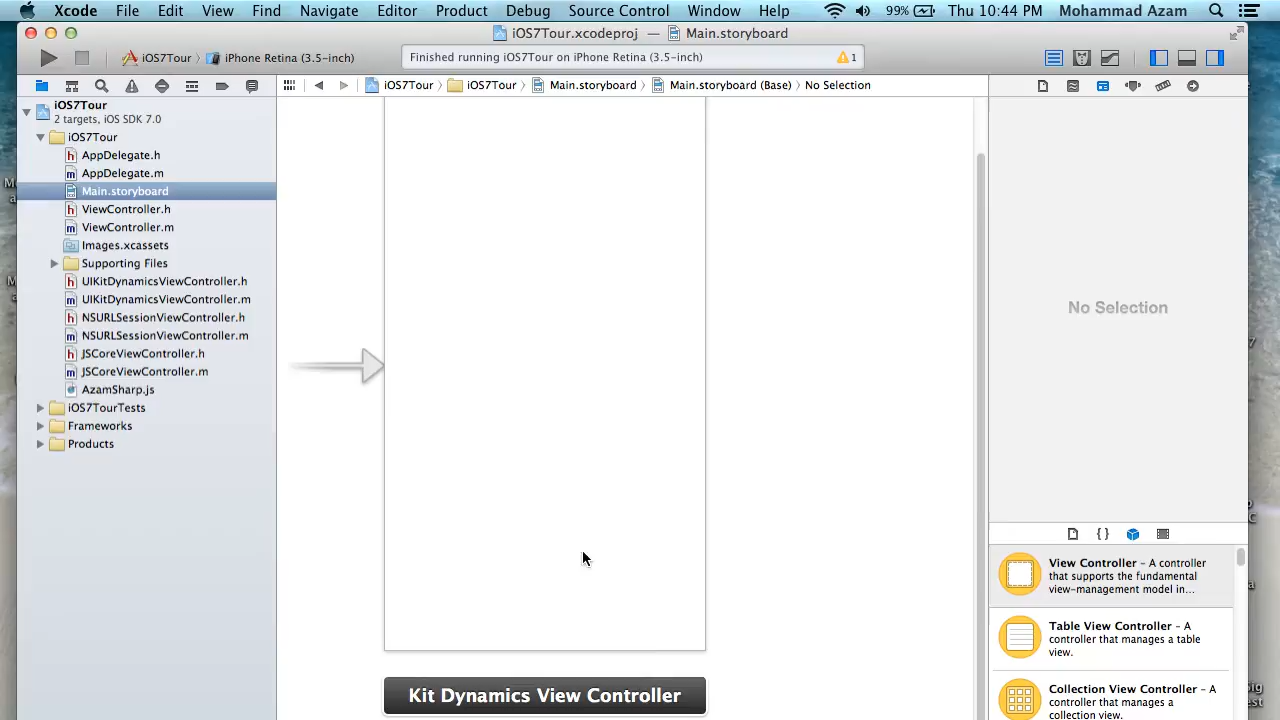 Xcode File Edit View Find Navigate Editor Product Debug Source Control Window Help 99% Thu 10:44 PM Mohammad Azam
iOS7Tour.xcodeproj — Main.storyboard
iOS7Tour iPhone Retina (3.5-inch) Finished running iOS7Tour on iPhone Retina (3.5-inch) 1
iOS7Tour iOS7Tour Main.storyboard Main.storyboard (Base) No Selection
iOS7Tour
2 targets, iOS SDK 7.0
iOS7Tour
AppDelegate.h
AppDelegate.m
Main.storyboard
ViewController.h
ViewController.m
Images.xcassets
Supporting Files
UIKitDynamicsViewController.h
UIKitDynamicsViewController.m
NSURLSessionViewController.h
NSURLSessionViewController.m
JSCoreViewController.h
JSCoreViewController.m
AzamSharp.js
iOS7TourTests
Frameworks
Products
Kit Dynamics View Controller
No Selection
{ }
View Controller – A controller
that supports the fundamental
view-management model in...
Table View Controller – A
controller that manages a table
view.
Collection View Controller – A
controller that manages a
collection view.